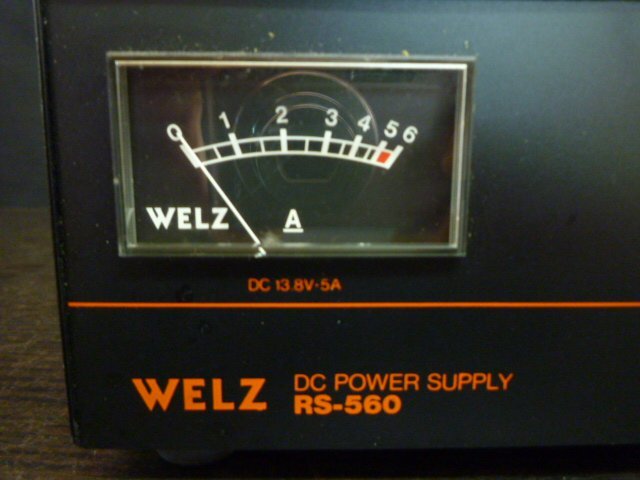 0 1 2 3 4 5 6
WELZ A
DC 13.8V·5A
WELZ DC POWER SUPPLY
RS-560